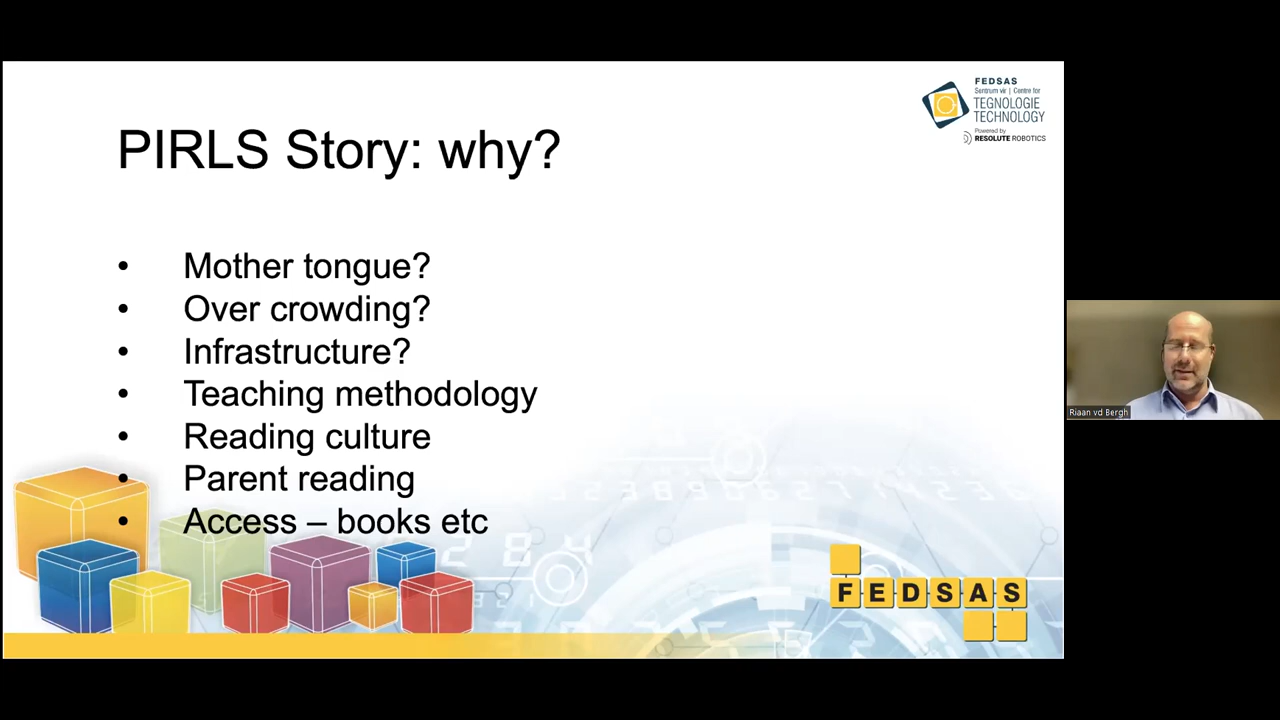 FEDSAS
Sentrum vir | Centre for
TEGNOLOGIE
TECHNOLOGY
Powered by
RESOLUTE ROBOTICS
PIRLS Story: why?
• Mother tongue?
• Over crowding?
• Infrastructure?
• Teaching methodology
• Reading culture
• Parent reading
• Access – books etc
FEDSAS
Riaan vd Bergh